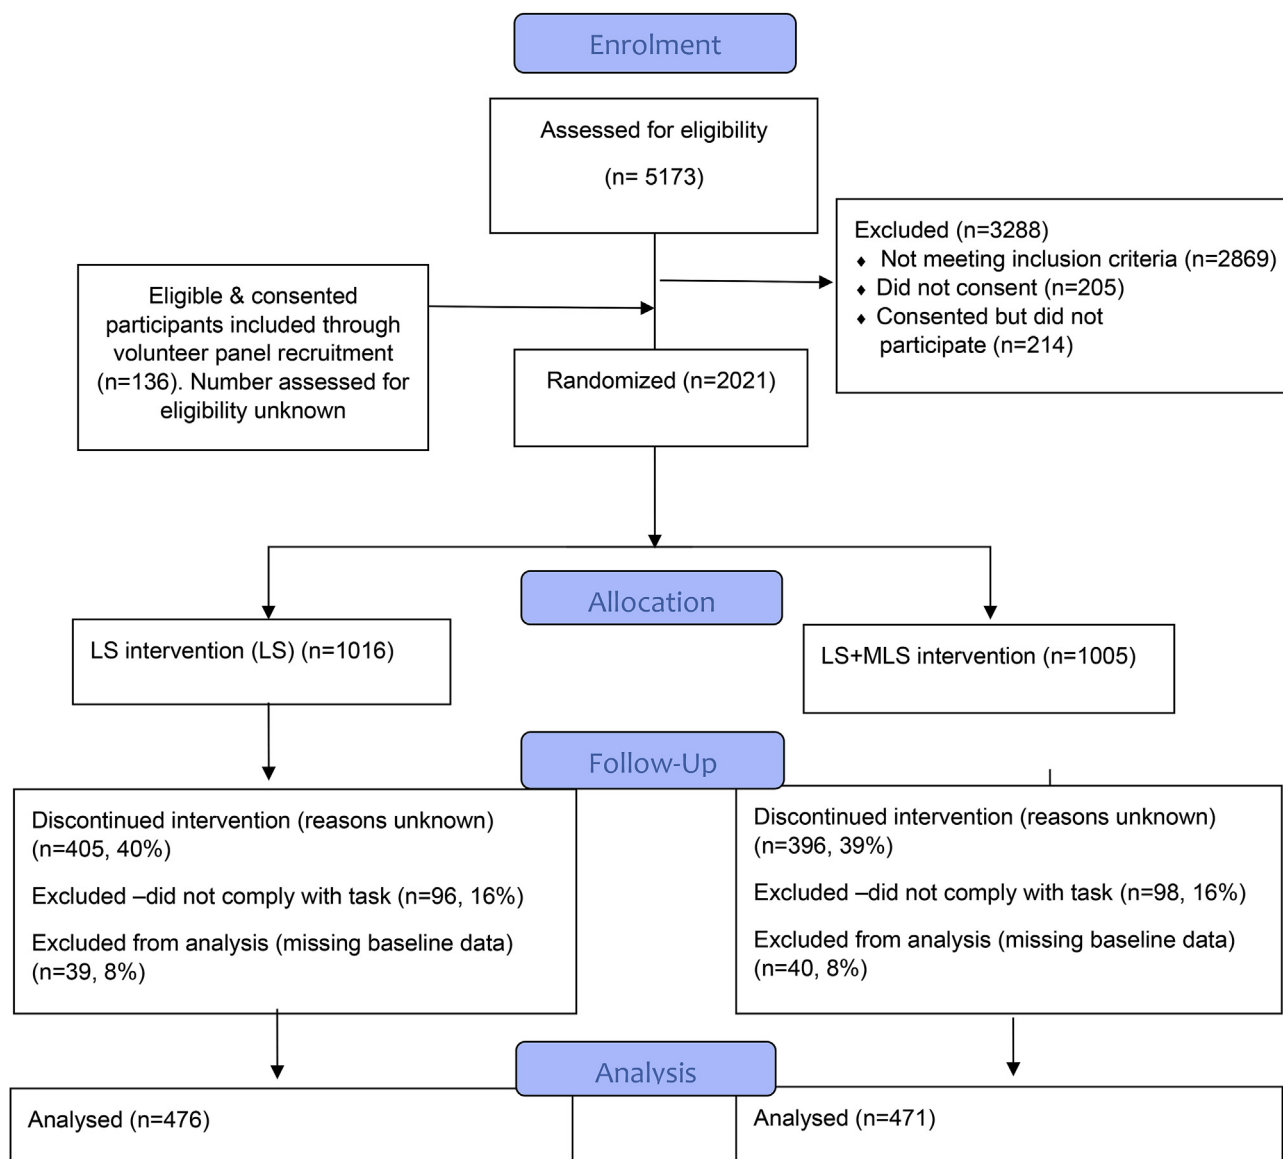 Enrolment
Assessed for eligibility
(n= 5173)
Excluded (n=3288)
♦ Not meeting inclusion criteria (n=2869)
♦ Did not consent (n=205)
♦ Consented but did not
participate (n=214)
Eligible & consented
participants included through
volunteer panel recruitment
(n=136). Number assessed for
eligibility unknown
Randomized (n=2021)
Allocation
LS intervention (LS) (n=1016)
LS+MLS intervention (n=1005)
Follow-Up
Discontinued intervention (reasons unknown)
(n=405, 40%)
Excluded –did not comply with task (n=96, 16%)
Excluded from analysis (missing baseline data)
(n=39, 8%)
Discontinued intervention (reasons unknown)
(n=396, 39%)
Excluded –did not comply with task (n=98, 16%)
Excluded from analysis (missing baseline data)
(n=40, 8%)
Analysis
Analysed (n=476)
Analysed (n=471)